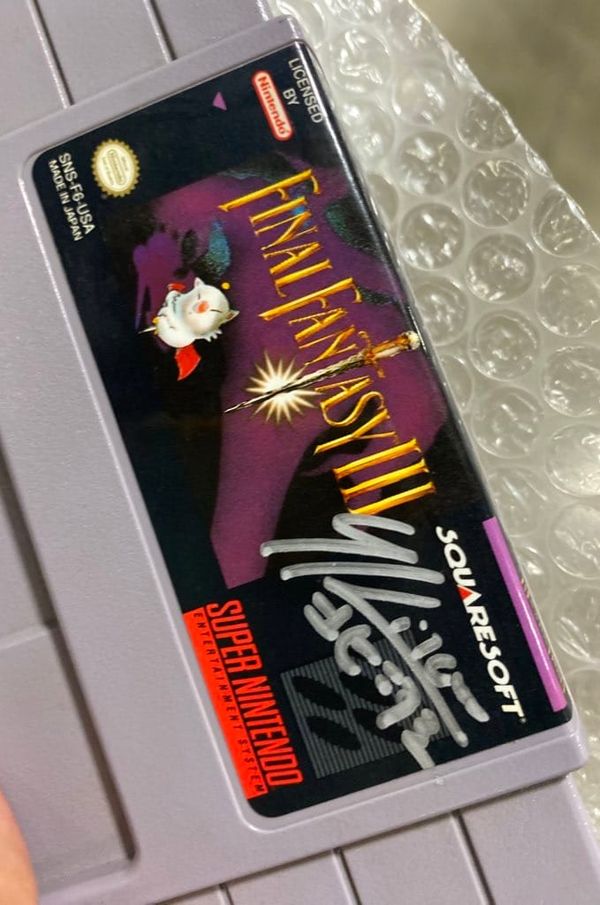 LICENSED
BY
Nintendo
FINAL FANTASY III
SNS-F6-USA
MADE IN JAPAN
SQUARESOFT
SUPER NINTENDO
ENTERTAINMENT SYSTEM